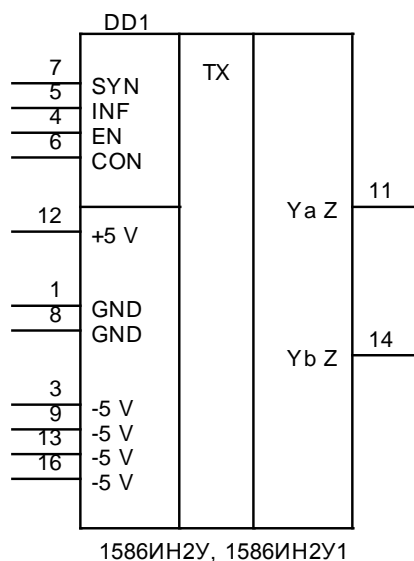 DD1
TX
7 SYN
5 INF
4 EN
6 CON
11 Ya Z
12 +5 V
1 GND
8 GND
14 Yb Z
3 -5 V
9 -5 V
13 -5 V
16 -5 V
1586ИН2У, 1586ИН2У1